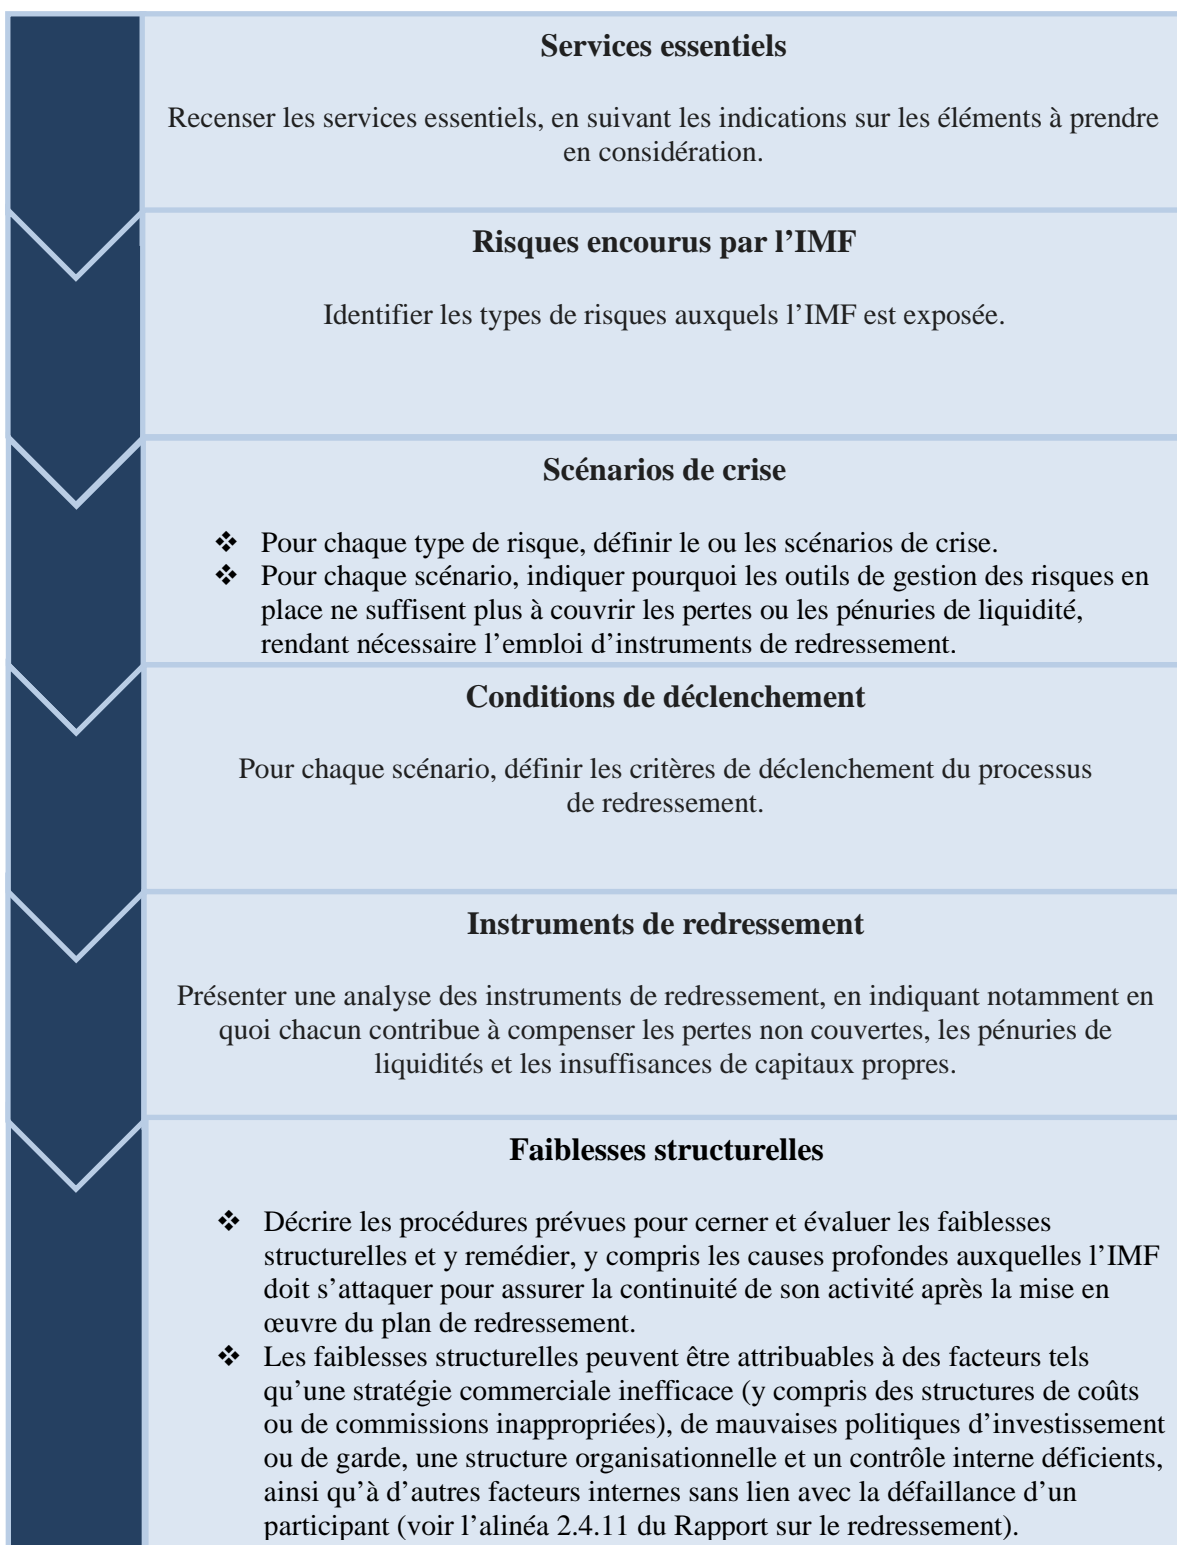 Services essentiels
Recenser les services essentiels, en suivant les indications sur les éléments à prendre
en considération.
Risques encourus par l’IMF
Identifier les types de risques auxquels l’IMF est exposée.
Scénarios de crise
❖ Pour chaque type de risque, définir le ou les scénarios de crise.
❖ Pour chaque scénario, indiquer pourquoi les outils de gestion des risques en
place ne suffisent plus à couvrir les pertes ou les pénuries de liquidité,
rendant nécessaire l’emploi d’instruments de redressement.
Conditions de déclenchement
Pour chaque scénario, définir les critères de déclenchement du processus
de redressement.
Instruments de redressement
Présenter une analyse des instruments de redressement, en indiquant notamment en
quoi chacun contribue à compenser les pertes non couvertes, les pénuries de
liquidités et les insuffisances de capitaux propres.
Faiblesses structurelles
❖ Décrire les procédures prévues pour cerner et évaluer les faiblesses
structurelles et y remédier, y compris les causes profondes auxquelles l’IMF
doit s’attaquer pour assurer la continuité de son activité après la mise en
œuvre du plan de redressement.
❖ Les faiblesses structurelles peuvent être attribuables à des facteurs tels
qu’une stratégie commerciale inefficace (y compris des structures de coûts
ou de commissions inappropriées), de mauvaises politiques d’investissement
ou de garde, une structure organisationnelle et un contrôle interne déficients,
ainsi qu’à d’autres facteurs internes sans lien avec la défaillance d’un
participant (voir l’alinéa 2.4.11 du Rapport sur le redressement).